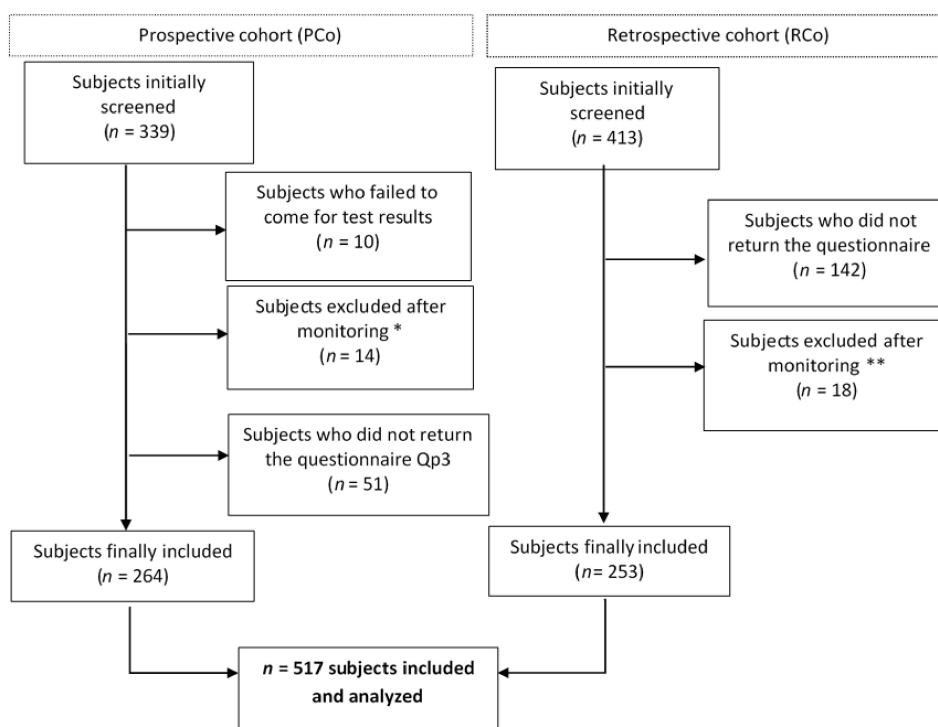 Prospective cohort (PCo)
Subjects initially
screened
(n = 339)
Subjects who failed to
come for test results
(n = 10)
Subjects excluded after
monitoring *
(n = 14)
Subjects who did not return
the questionnaire Qp3
(n = 51)
Subjects finally included
(n = 264)
Retrospective cohort (RCo)
Subjects initially
screened
(n = 413)
Subjects who did not
return the questionnaire
(n = 142)
Subjects excluded after
monitoring **
(n = 18)
Subjects finally included
(n= 253)
n = 517 subjects included
and analyzed